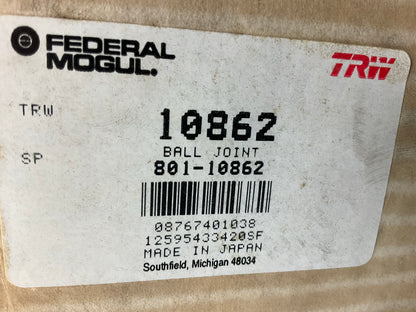 FEDERAL
MOGUL.
TRW
TRW
10862
BALL JOINT
SP
801-10862
08767401038
12595433420SF
MADE IN JAPAN
Southfield, Michigan 48034